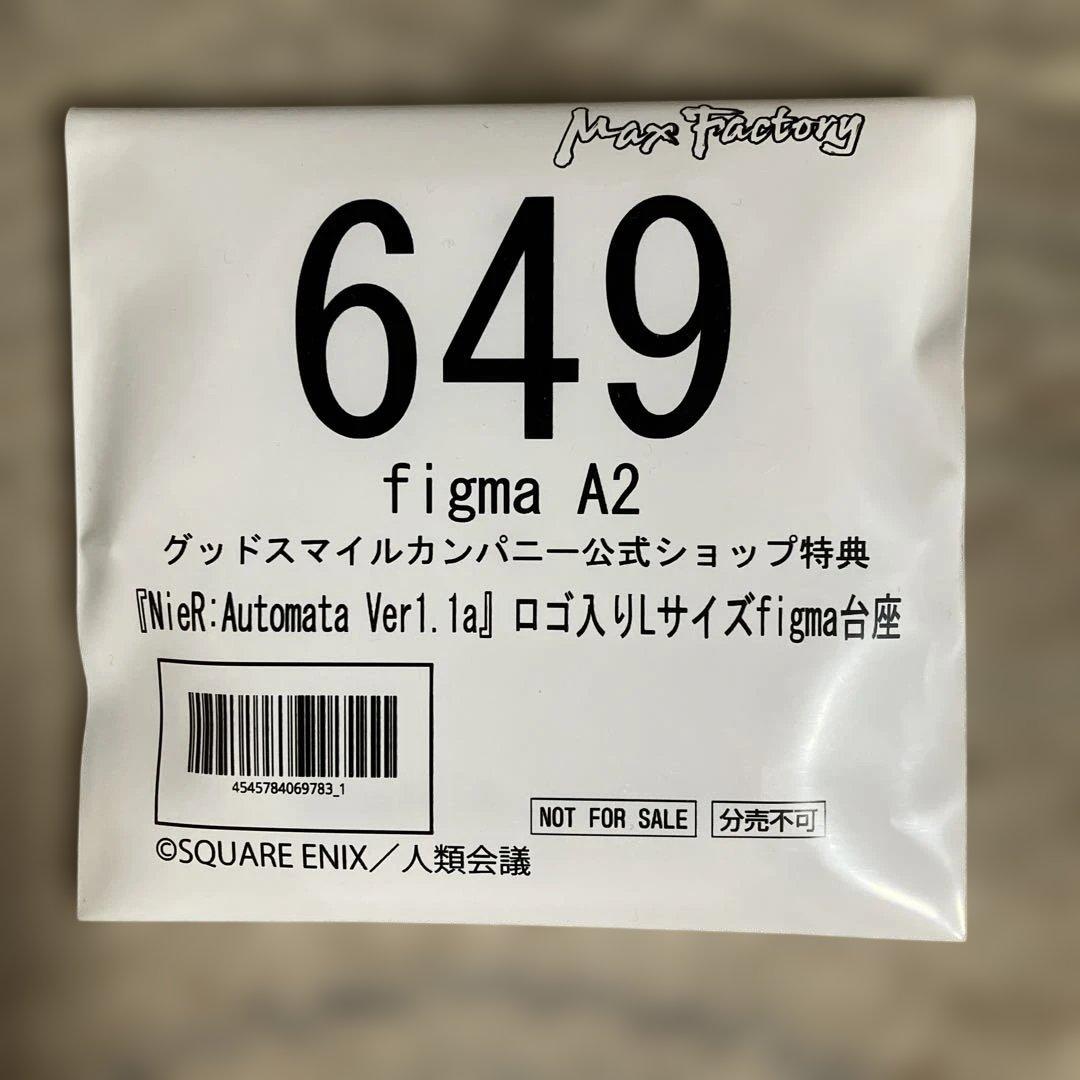 Max Factory
649
figma A2
グッドスマイルカンパニー公式ショップ特典
『NieR:Automata Ver1.1a』ロゴ入りLサイズfigma台座
4545784069783_1
NOT FOR SALE 分売不可
©SQUARE ENIX／人類会議